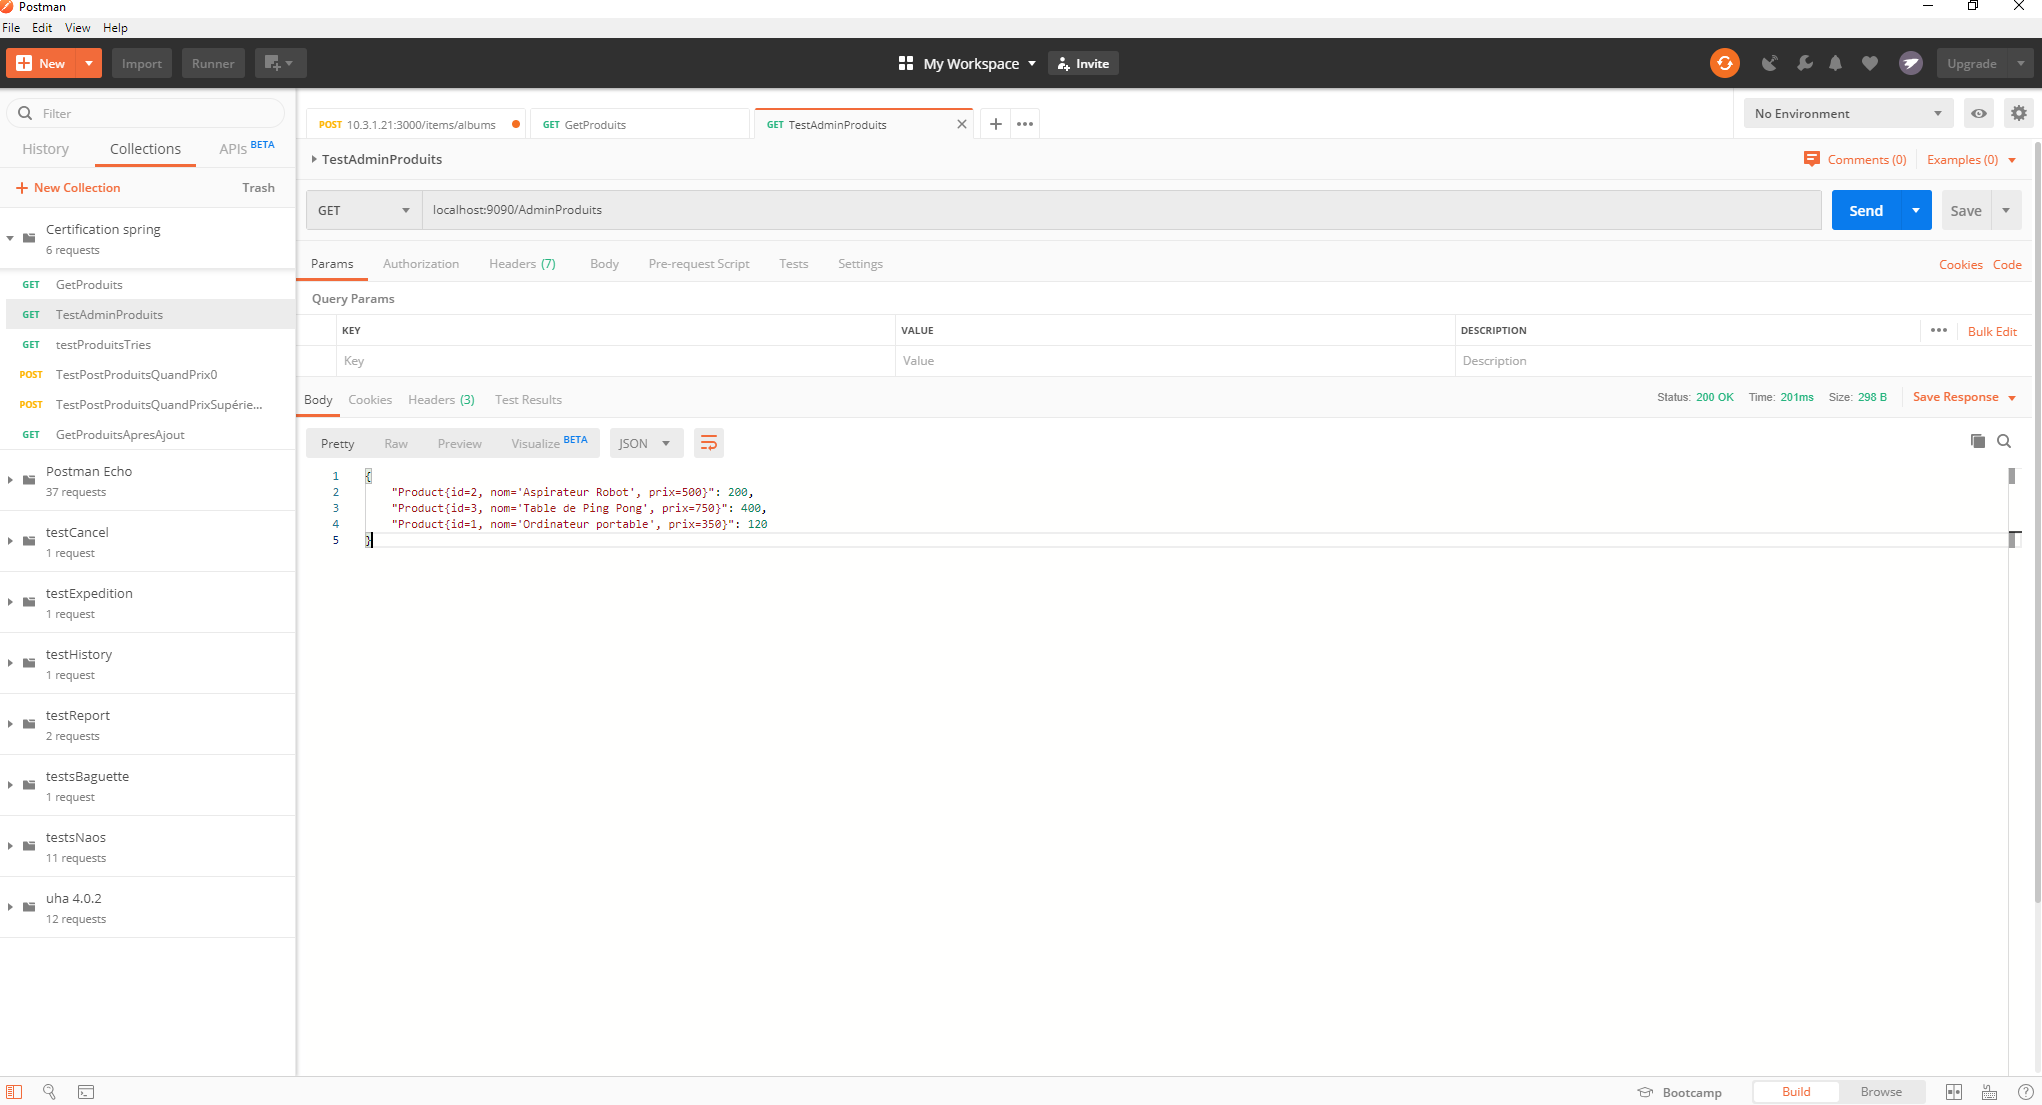 Postman
File Edit View Help
New Import Runner My Workspace Invite Upgrade
Filter
History Collections APIs BETA
New Collection Trash
Certification spring
6 requests
GET GetProduits
GET TestAdminProduits
GET testProduitsTries
POST TestPostProduitsQuandPrix0
POST TestPostProduitsQuandPrixSupérie...
GET GetProduitsApresAjout
Postman Echo
37 requests
testCancel
1 request
testExpedition
1 request
testHistory
1 request
testReport
2 requests
testsBaguette
1 request
testsNaos
11 requests
uha 4.0.2
12 requests
POST 10.3.1.21:3000/items/albums GET GetProduits GET TestAdminProduits No Environment
TestAdminProduits Comments (0) Examples (0)
GET localhost:9090/AdminProduits Send Save
Params Authorization Headers (7) Body Pre-request Script Tests Settings Cookies Code
Query Params
KEY VALUE DESCRIPTION Bulk Edit
Key Value Description
Body Cookies Headers (3) Test Results Status: 200 OK Time: 201ms Size: 298 B Save Response
Pretty Raw Preview Visualize BETA JSON
1 {
2 "Product{id=2, nom='Aspirateur Robot', prix=500}": 200,
3 "Product{id=3, nom='Table de Ping Pong', prix=750}": 400,
4 "Product{id=1, nom='Ordinateur portable', prix=350}": 120
5 }
Bootcamp Build Browse